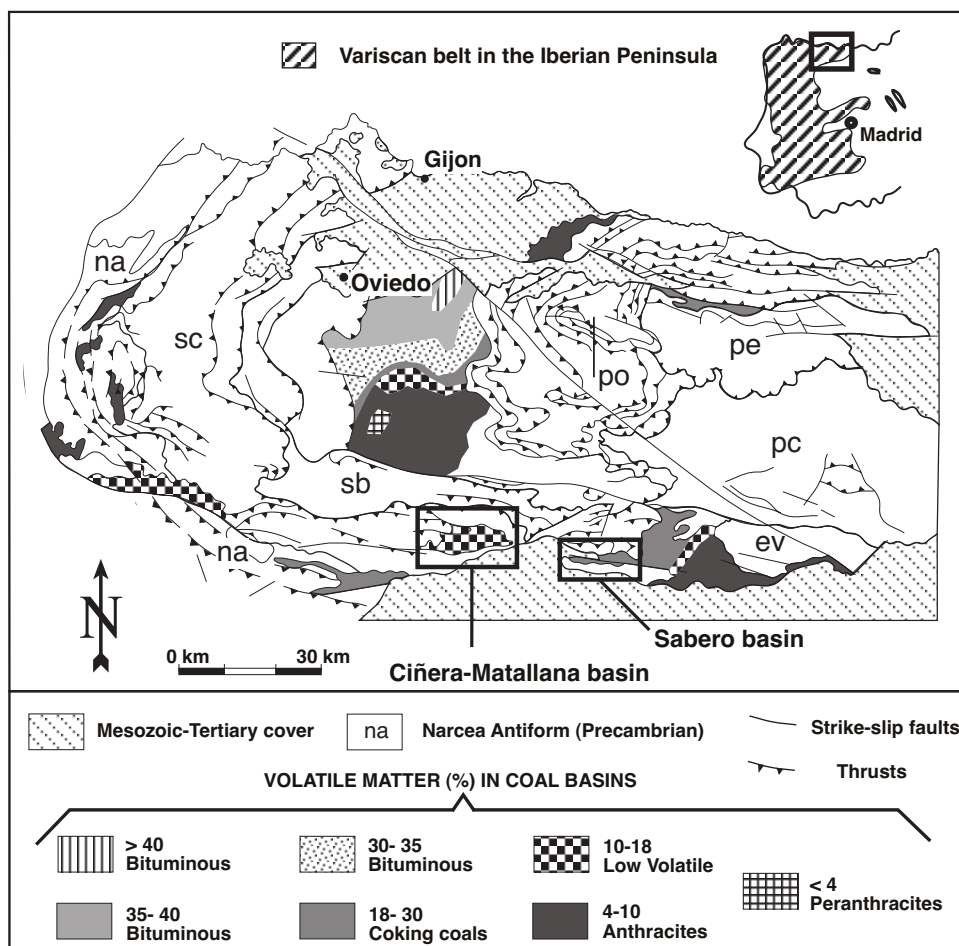 Variscan belt in the Iberian Peninsula
Madrid
Gijon
na
Oviedo
sc
po
pe
pc
sb
na
ev
N
Sabero basin
0 km 30 km
Ciñera-Matallana basin
Mesozoic-Tertiary cover
na
Narcea Antiform (Precambrian)
Strike-slip faults
Thrusts
VOLATILE MATTER (%) IN COAL BASINS
> 40
Bituminous
30- 35
Bituminous
10-18
Low Volatile
< 4
Peranthracites
35- 40
Bituminous
18- 30
Coking coals
4-10
Anthracites